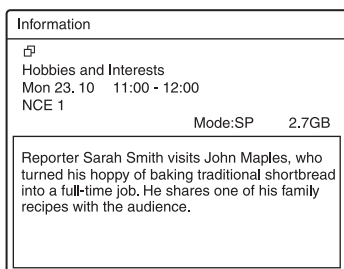 Information
Hobbies and Interests
Mon 23. 10 11:00 - 12:00
NCE 1
Mode:SP 2.7GB
Reporter Sarah Smith visits John Maples, who
turned his hoppy of baking traditional shortbread
into a full-time job. He shares one of his family
recipes with the audience.